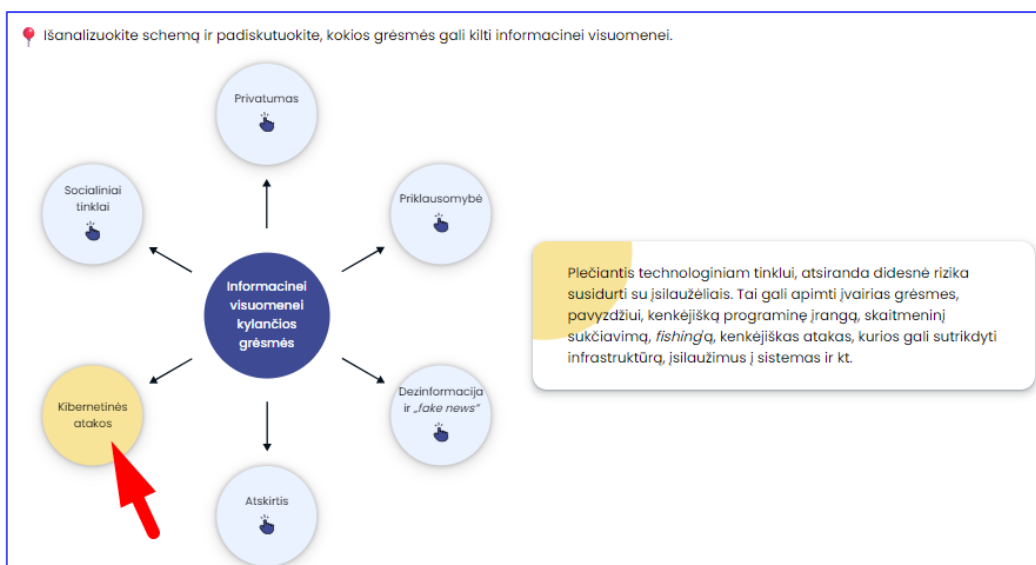 Išanalizuokite schemą ir padiskutuokite, kokios grėsmės gali kilti informacinei visuomenei.
Privatumas
Socialiniai
tinklai
Priklausomybė
Informacinei
visuomenei
kylančios
grėsmės
Kibernetinės
atakos
Dezinformacija
ir „fake news“
Atskirtis
Plečiantis technologiniam tinklui, atsiranda didesnė rizika
susidurti su įsilaužėliais. Tai gali apimti įvairias grėsmes,
pavyzdžiui, kenkėjišką programinę įrangą, skaitmeninį
sukčiavimą, fishing'ą, kenkėjiškas atakas, kurios gali sutrikdyti
infrastruktūrą, įsilaužimus į sistemas ir kt.